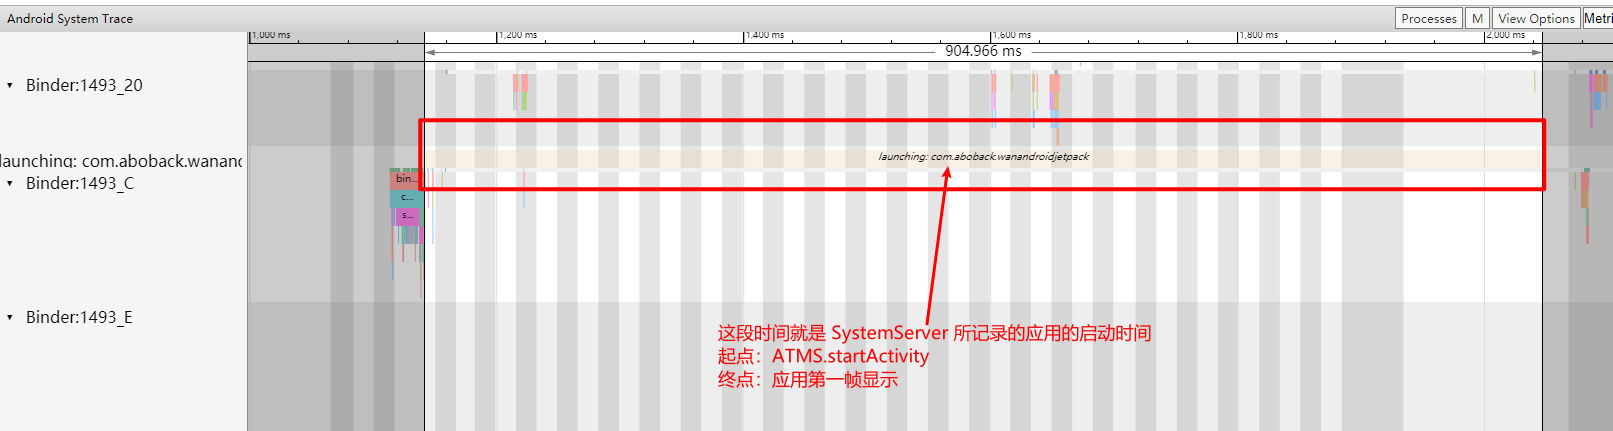 Android System Trace
Processes
M
View Options
Metri
1,000 ms
1,200 ms
1,400 ms
1,600 ms
1,800 ms
2,000 ms
904.966 ms
Binder:1493_20
launching: com.aboback.wanandr
launching: com.aboback.wanandroidjetpack
Binder:1493_C
bin...
c...
s...
Binder:1493_E
这段时间就是 SystemServer 所记录的应用的启动时间
起点：ATMS.startActivity
终点：应用第一帧显示